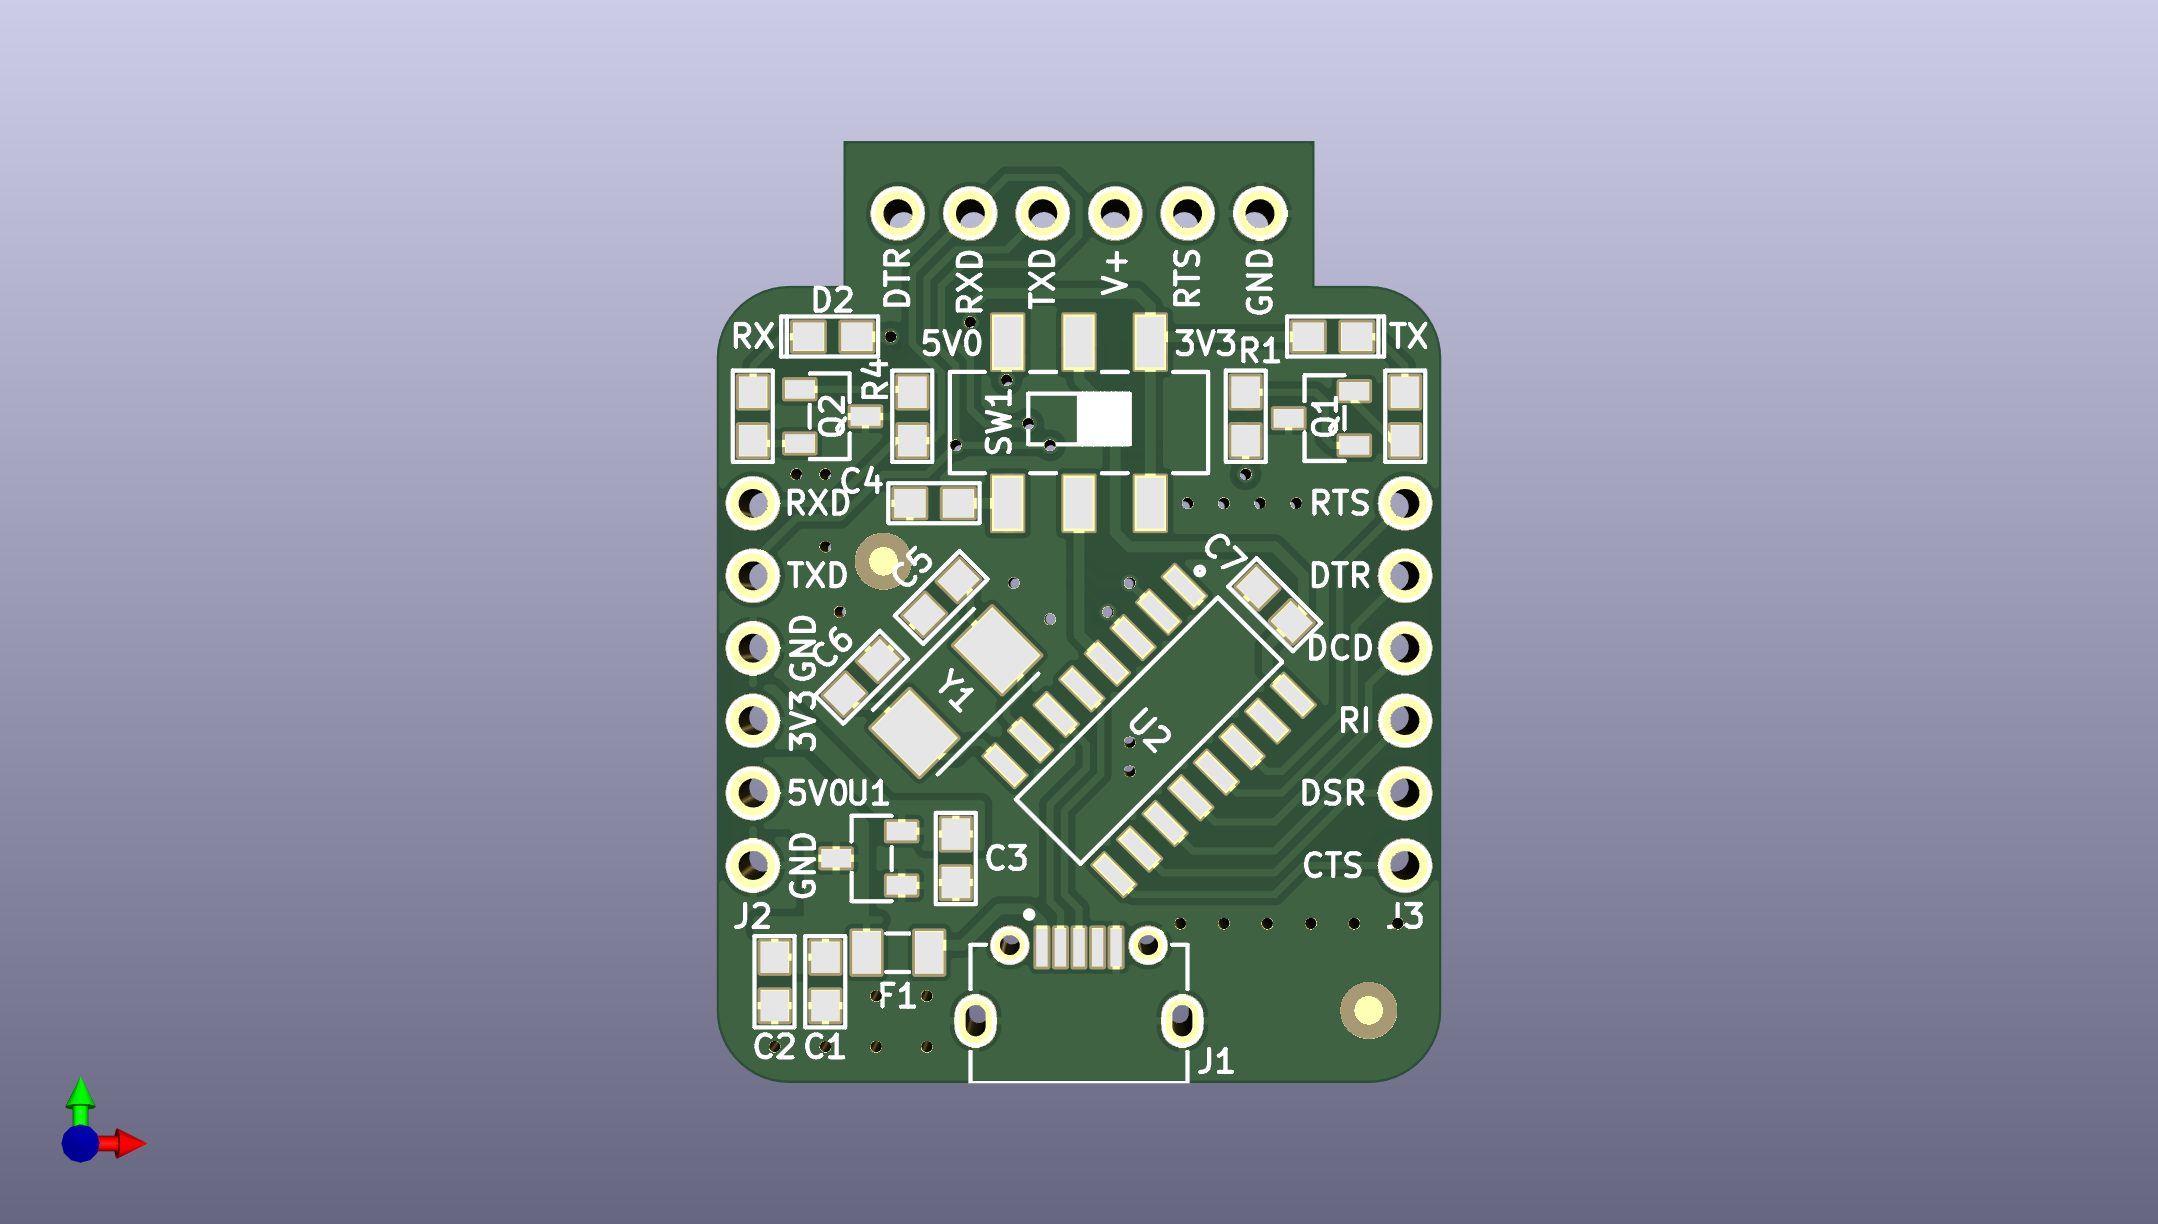 DTR
RXD
TXD
V+
RTS
GND
D2
RX
5V0
3V3
R1
TX
R4
Q2
SW1
Q1
C4
RXD
RTS
C5
C7
TXD
DTR
GND
C6
DCD
Y1
3V3
U2
RI
5V0
U1
DSR
GND
C3
CTS
J2
J3
F1
C2
C1
J1